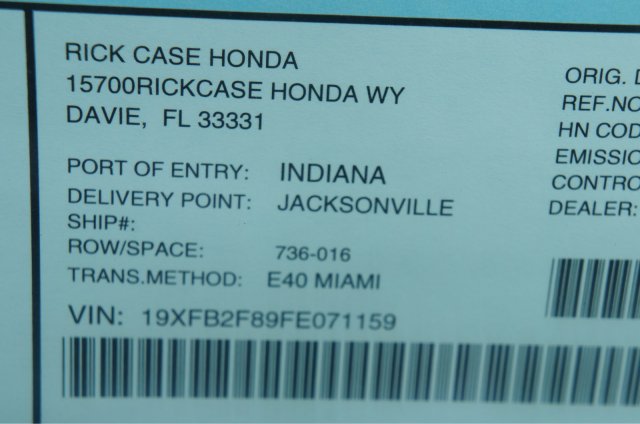 RICK CASE HONDA
15700RICKCASE HONDA WY
DAVIE, FL 33331
PORT OF ENTRY: INDIANA
DELIVERY POINT: JACKSONVILLE
SHIP#:
ROW/SPACE: 736-016
TRANS.METHOD: E40 MIAMI
VIN: 19XFB2F89FE071159
ORIG. D
REF.NO
HN COD
EMISSIO
CONTRO
DEALER: